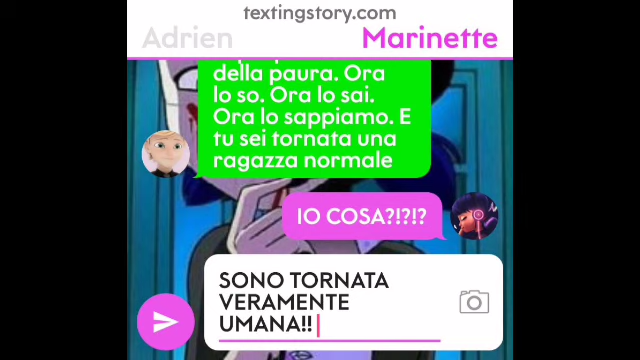 textingstory.com
Adrien Marinette
della paura. Ora
lo so. Ora lo sai.
Ora lo sappiamo. E
tu sei tornata una
ragazza normale
IO COSA?!?!?
SONO TORNATA
VERAMENTE
UMANA!!